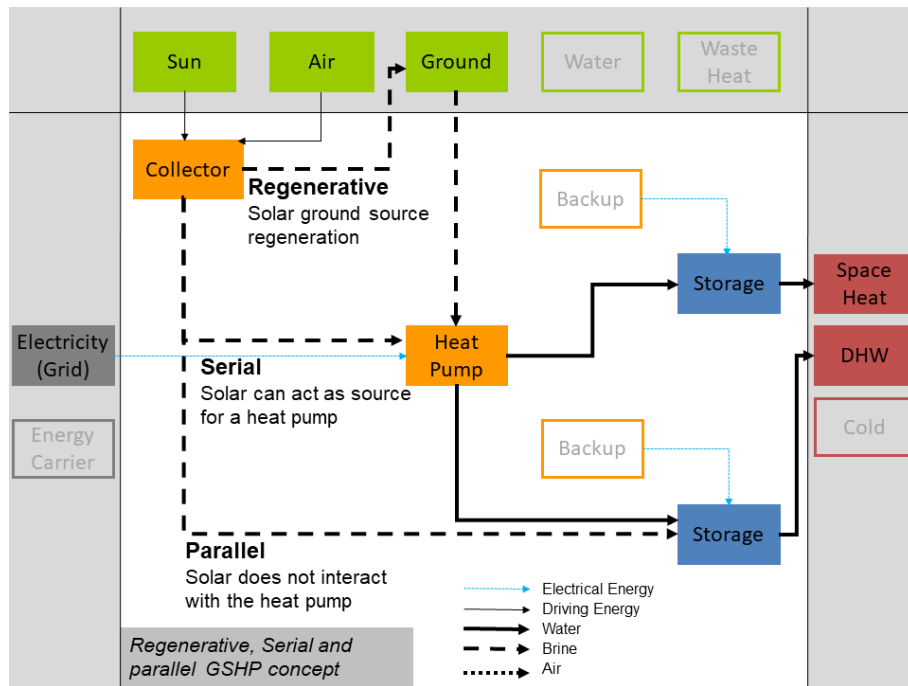 Sun
Air
Ground
Water
Waste
Heat
Collector
Regenerative
Solar ground source
regeneration
Backup
Storage
Space
Heat
Electricity
(Grid)
Heat
Pump
DHW
Serial
Solar can act as source
for a heat pump
Energy
Carrier
Backup
Cold
Storage
Parallel
Solar does not interact
with the heat pump
Electrical Energy
Driving Energy
Water
Brine
Air
Regenerative, Serial and
parallel GSHP concept